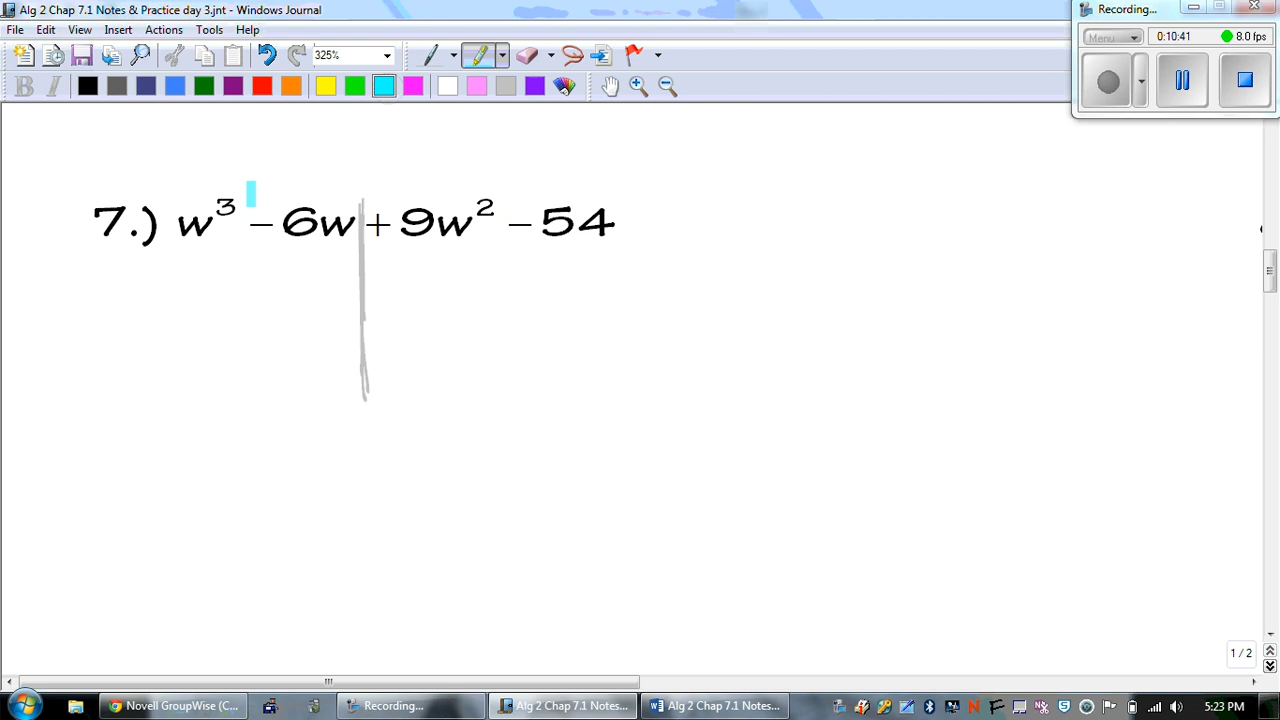 Alg 2 Chap 7.1 Notes & Practice day 3.jnt - Windows Journal
Recording...
File Edit View Insert Actions Tools Help
Menu 0:10:41 8.0 fps
325%
B I
7.) w³ − 6w + 9w² − 54
1 / 2
Novell GroupWise (C... Recording... Alg 2 Chap 7.1 Notes... Alg 2 Chap 7.1 Notes... 5:23 PM